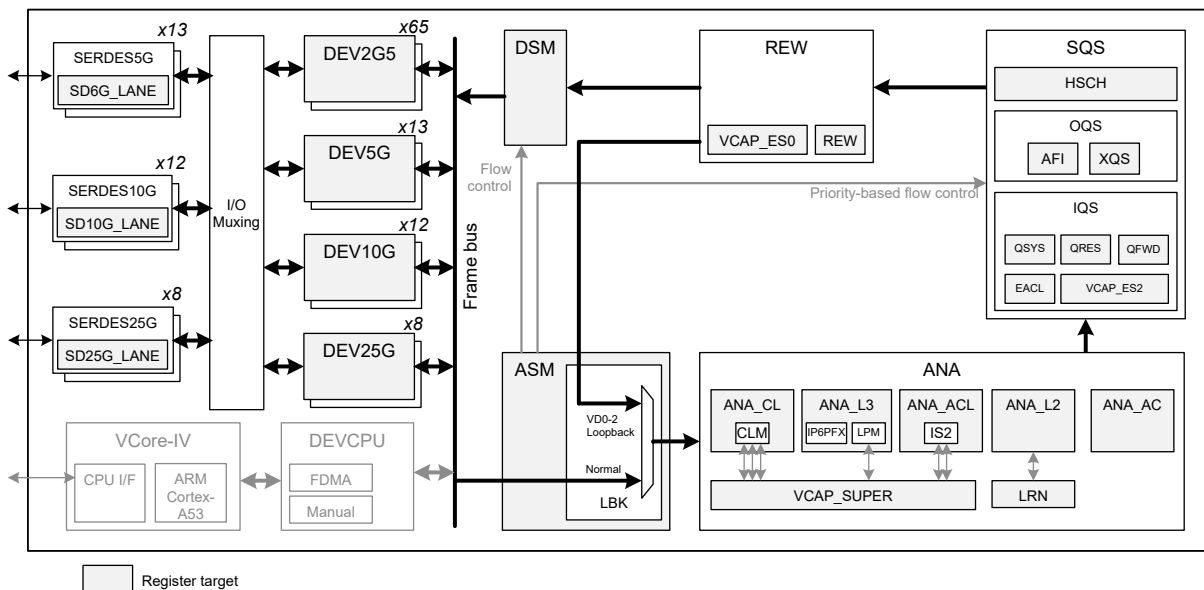 x13
SERDES5G
SD6G_LANE
x12
SERDES10G
SD10G_LANE
x8
SERDES25G
SD25G_LANE
I/O
Muxing
x65
DEV2G5
x13
DEV5G
x12
DEV10G
x8
DEV25G
Frame bus
VCore-IV
CPU I/F
ARM
Cortex-
A53
DEVCPU
FDMA
Manual
DSM
Flow
control
REW
VCAP_ES0
REW
Priority-based flow control
SQS
HSCH
OQS
AFI
XQS
IQS
QSYS
QRES
QFWD
EACL
VCAP_ES2
ASM
VD0-2
Loopback
Normal
LBK
ANA
ANA_CL
CLM
ANA_L3
IP6PFX
LPM
ANA_ACL
IS2
ANA_L2
ANA_AC
VCAP_SUPER
LRN
Register target